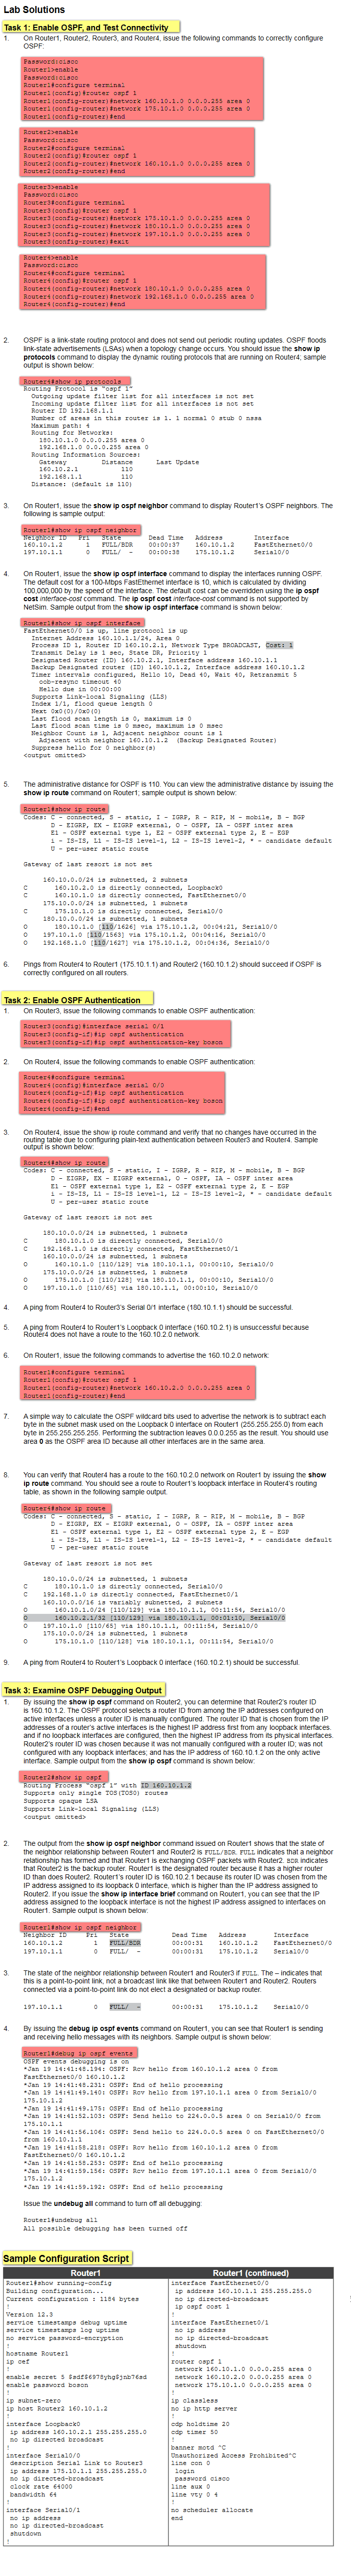 Lab Solutions
Task 1: Enable OSPF, and Test Connectivity
1. On Router1, Router2, Router3, and Router4, issue the following commands to correctly configure
OSPF:
Password:cisco
Router1>enable
Password:cisco
Router1#configure terminal
Router1(config)#router ospf 1
Router1(config-router)#network 160.10.1.0 0.0.0.255 area 0
Router1(config-router)#network 175.10.1.0 0.0.0.255 area 0
Router1(config-router)#end
Router2>enable
Password:cisco
Router2#configure terminal
Router2(config)#router ospf 1
Router2(config-router)#network 160.10.1.0 0.0.0.255 area 0
Router2(config-router)#end
Router3>enable
Password:cisco
Router3#configure terminal
Router3(config)#router ospf 1
Router3(config-router)#network 175.10.1.0 0.0.0.255 area 0
Router3(config-router)#network 180.10.1.0 0.0.0.255 area 0
Router3(config-router)#network 197.10.1.0 0.0.0.255 area 0
Router3(config-router)#exit
Router4>enable
Password:cisco
Router4#configure terminal
Router4(config)#router ospf 1
Router4(config-router)#network 180.10.1.0 0.0.0.255 area 0
Router4(config-router)#network 192.168.1.0 0.0.0.255 area 0
Router4(config-router)#end
2. OSPF is a link-state routing protocol and does not send out periodic routing updates. OSPF floods
link-state advertisements (LSAs) when a topology change occurs. You should issue the show ip
protocols command to display the dynamic routing protocols that are running on Router4; sample
output is shown below:
Router4#show ip protocols
Routing Protocol is "ospf 1"
Outgoing update filter list for all interfaces is not set
Incoming update filter list for all interfaces is not set
Router ID 192.168.1.1
Number of areas in this router is 1. 1 normal 0 stub 0 nssa
Maximum path: 4
Routing for Networks:
180.10.1.0 0.0.0.255 area 0
192.168.1.0 0.0.0.255 area 0
Routing Information Sources:
Gateway Distance Last Update
160.10.2.1 110
192.168.1.1 110
Distance: (default is 110)
3. On Router1, issue the show ip ospf neighbor command to display Router1's OSPF neighbors. The
following is sample output:
Router1#show ip ospf neighbor
Neighbor ID Pri State Dead Time Address Interface
160.10.1.2 1 FULL/BDR 00:00:37 160.10.1.2 FastEthernet0/0
197.10.1.1 0 FULL/ - 00:00:38 175.10.1.2 Serial0/0
4. On Router1, issue the show ip ospf interface command to display the interfaces running OSPF.
The default cost for a 100-Mbps FastEthernet interface is 10, which is calculated by dividing
100,000,000 by the speed of the interface. The default cost can be overridden using the ip ospf
cost interface-cost command. The ip ospf cost interface-cost command is not supported by
NetSim. Sample output from the show ip ospf interface command is shown below:
Router1#show ip ospf interface
FastEthernet0/0 is up, line protocol is up
Internet Address 160.10.1.1/24, Area 0
Process ID 1, Router ID 160.10.2.1, Network Type BROADCAST, Cost: 1
Transmit Delay is 1 sec, State DR, Priority 1
Designated Router (ID) 160.10.2.1, Interface address 160.10.1.1
Backup Designated router (ID) 160.10.1.2, Interface address 160.10.1.2
Timer intervals configured, Hello 10, Dead 40, Wait 40, Retransmit 5
oob-resync timeout 40
Hello due in 00:00:00
Supports Link-local Signaling (LLS)
Index 1/1, flood queue length 0
Next 0x0(0)/0x0(0)
Last flood scan length is 0, maximum is 0
Last flood scan time is 0 msec, maximum is 0 msec
Neighbor Count is 1, Adjacent neighbor count is 1
Adjacent with neighbor 160.10.1.2 (Backup Designated Router)
Suppress hello for 0 neighbor(s)
<output omitted>
5. The administrative distance for OSPF is 110. You can view the administrative distance by issuing the
show ip route command on Router1; sample output is shown below:
Router1#show ip route
Codes: C - connected, S - static, I - IGRP, R - RIP, M - mobile, B - BGP
D - EIGRP, EX - EIGRP external, O - OSPF, IA - OSPF inter area
E1 - OSPF external type 1, E2 - OSPF external type 2, E - EGP
i - IS-IS, L1 - IS-IS level-1, L2 - IS-IS level-2, * - candidate default
U - per-user static route
Gateway of last resort is not set
160.10.0.0/24 is subnetted, 2 subnets
C 160.10.2.0 is directly connected, Loopback0
C 160.10.1.0 is directly connected, FastEthernet0/0
175.10.0.0/24 is subnetted, 1 subnets
C 175.10.1.0 is directly connected, Serial0/0
180.10.0.0/24 is subnetted, 1 subnets
O 180.10.1.0 [110/1626] via 175.10.1.2, 00:04:21, Serial0/0
O 197.10.1.0 [110/1563] via 175.10.1.2, 00:04:16, Serial0/0
O 192.168.1.0 [110/1627] via 175.10.1.2, 00:04:36, Serial0/0
6. Pings from Router4 to Router1 (175.10.1.1) and Router2 (160.10.1.2) should succeed if OSPF is
correctly configured on all routers.
Task 2: Enable OSPF Authentication
1. On Router3, issue the following commands to enable OSPF authentication:
Router3(config)#interface serial 0/1
Router3(config-if)#ip ospf authentication
Router3(config-if)#ip ospf authentication-key boson
2. On Router4, issue the following commands to enable OSPF authentication:
Router4#configure terminal
Router4(config)#interface serial 0/0
Router4(config-if)#ip ospf authentication
Router4(config-if)#ip ospf authentication-key boson
Router4(config-if)#end
3. On Router4, issue the show ip route command and verify that no changes have occurred in the
routing table due to configuring plain-text authentication between Router3 and Router4. Sample
output is shown below:
Router4#show ip route
Codes: C - connected, S - static, I - IGRP, R - RIP, M - mobile, B - BGP
D - EIGRP, EX - EIGRP external, O - OSPF, IA - OSPF inter area
E1 - OSPF external type 1, E2 - OSPF external type 2, E - EGP
i - IS-IS, L1 - IS-IS level-1, L2 - IS-IS level-2, * - candidate default
U - per-user static route
Gateway of last resort is not set
180.10.0.0/24 is subnetted, 1 subnets
C 180.10.1.0 is directly connected, Serial0/0
C 192.168.1.0 is directly connected, FastEthernet0/1
160.10.0.0/24 is subnetted, 1 subnets
O 160.10.1.0 [110/129] via 180.10.1.1, 00:00:10, Serial0/0
175.10.0.0/24 is subnetted, 1 subnets
O 175.10.1.0 [110/128] via 180.10.1.1, 00:00:10, Serial0/0
O 197.10.1.0 [110/65] via 180.10.1.1, 00:00:10, Serial0/0
4. A ping from Router4 to Router3's Serial 0/1 interface (180.10.1.1) should be successful.
5. A ping from Router4 to Router1's Loopback 0 interface (160.10.2.1) is unsuccessful because
Router4 does not have a route to the 160.10.2.0 network.
6. On Router1, issue the following commands to advertise the 160.10.2.0 network:
Router1#configure terminal
Router1(config)#router ospf 1
Router1(config-router)#network 160.10.2.0 0.0.0.255 area 0
Router1(config-router)#end
7. A simple way to calculate the OSPF wildcard bits used to advertise the network is to subtract each
byte in the subnet mask used on the Loopback 0 interface on Router1 (255.255.255.0) from each
byte in 255.255.255.255. Performing the subtraction leaves 0.0.0.255 as the result. You should use
area 0 as the OSPF area ID because all other interfaces are in the same area.
8. You can verify that Router4 has a route to the 160.10.2.0 network on Router1 by issuing the show
ip route command. You should see a route to Router1's loopback interface in Router4's routing
table, as shown in the following sample output:
Router4#show ip route
Codes: C - connected, S - static, I - IGRP, R - RIP, M - mobile, B - BGP
D - EIGRP, EX - EIGRP external, O - OSPF, IA - OSPF inter area
E1 - OSPF external type 1, E2 - OSPF external type 2, E - EGP
i - IS-IS, L1 - IS-IS level-1, L2 - IS-IS level-2, * - candidate default
U - per-user static route
Gateway of last resort is not set
180.10.0.0/24 is subnetted, 1 subnets
C 180.10.1.0 is directly connected, Serial0/0
C 192.168.1.0 is directly connected, FastEthernet0/1
160.10.0.0/16 is variably subnetted, 2 subnets
O 160.10.1.0/24 [110/129] via 180.10.1.1, 00:11:54, Serial0/0
O 160.10.2.1/32 [110/129] via 180.10.1.1, 00:01:10, Serial0/0
O 197.10.1.0 [110/65] via 180.10.1.1, 00:11:54, Serial0/0
175.10.0.0/24 is subnetted, 1 subnets
O 175.10.1.0 [110/128] via 180.10.1.1, 00:11:54, Serial0/0
9. A ping from Router4 to Router1's Loopback 0 interface (160.10.2.1) should be successful.
Task 3: Examine OSPF Debugging Output
1. By issuing the show ip ospf command on Router2, you can determine that Router2's router ID
is 160.10.1.2. The OSPF protocol selects a router ID from among the IP addresses configured on
active interfaces unless a router ID is manually configured. The router ID that is chosen from the IP
addresses of a router's active interfaces is the highest IP address first from any loopback interfaces,
and if no loopback interfaces are configured, then the highest IP address from its physical interfaces.
Router2's router ID was chosen because it was not manually configured with a router ID; was not
configured with any loopback interfaces; and has the IP address of 160.10.1.2 on the only active
interface. Sample output from the show ip ospf command is shown below:
Router2#show ip ospf
Routing Process "ospf 1" with ID 160.10.1.2
Supports only single TOS(TOS0) routes
Supports opaque LSA
Supports Link-local Signaling (LLS)
<output omitted>
2. The output from the show ip ospf neighbor command issued on Router1 shows that the state of
the neighbor relationship between Router1 and Router2 is FULL/BDR. FULL indicates that a neighbor
relationship has formed and that Router1 is exchanging OSPF packets with Router2. BDR indicates
that Router2 is the backup router. Router1 is the designated router because it has a higher router
ID than does Router2. Router1's router ID is 160.10.2.1 because its router ID was chosen from the
IP address assigned to its loopback 0 interface, which is higher than the IP address assigned to
Router2. If you issue the show ip interface brief command on Router1, you can see that the IP
address assigned to the loopback interface is not the highest IP address assigned to interfaces on
Router1. Sample output is shown below:
Router1#show ip ospf neighbor
Neighbor ID Pri State Dead Time Address Interface
160.10.1.2 1 FULL/BDR 00:00:31 160.10.1.2 FastEthernet0/0
197.10.1.1 0 FULL/ - 00:00:31 175.10.1.2 Serial0/0
3. The state of the neighbor relationship between Router1 and Router3 if FULL. The – indicates that
this is a point-to-point link, not a broadcast link like that between Router1 and Router2. Routers
connected via a point-to-point link do not elect a designated or backup router.
197.10.1.1 0 FULL/ - 00:00:31 175.10.1.2 Serial0/0
4. By issuing the debug ip ospf events command on Router1, you can see that Router1 is sending
and receiving hello messages with its neighbors. Sample output is shown below:
Router1#debug ip ospf events
OSPF events debugging is on
*Jan 19 14:41:45.194: OSPF: Rcv hello from 160.10.1.2 area 0 from
FastEthernet0/0 160.10.1.2
*Jan 19 14:41:48.231: OSPF: End of hello processing
*Jan 19 14:41:49.140: OSPF: Rcv hello from 197.10.1.1 area 0 from Serial0/0
175.10.1.2
*Jan 19 14:41:49.175: OSPF: End of hello processing
*Jan 19 14:41:52.103: OSPF: Send hello to 224.0.0.5 area 0 on Serial0/0 from
175.10.1.1
*Jan 19 14:41:56.106: OSPF: Send hello to 224.0.0.5 area 0 on FastEthernet0/0
from 160.10.1.1
*Jan 19 14:41:58.218: OSPF: Rcv hello from 160.10.1.2 area 0 from
FastEthernet0/0 160.10.1.2
*Jan 19 14:41:58.253: OSPF: End of hello processing
*Jan 19 14:41:59.156: OSPF: Rcv hello from 197.10.1.1 area 0 from Serial0/0
175.10.1.2
*Jan 19 14:41:59.192: OSPF: End of hello processing
Issue the undebug all command to turn off all debugging:
Router1#undebug all
All possible debugging has been turned off
Sample Configuration Script
Router1
Router1#show running-config
Building configuration...
Current configuration : 1184 bytes
!
Version 12.3
service timestamps debug uptime
service timestamps log uptime
no service password-encryption
!
hostname Router1
ip cef
!
enable secret 5 $sdf$6978yhg$jnb76sd
enable password boson
!
ip subnet-zero
ip host Router2 160.10.1.2
!
interface Loopback0
ip address 160.10.2.1 255.255.255.0
no ip directed broadcast
!
interface Serial0/0
description Serial Link to Router3
ip address 175.10.1.1 255.255.255.0
no ip directed-broadcast
clock rate 64000
bandwidth 64
!
interface Serial0/1
no ip address
no ip directed-broadcast
shutdown
!
Router1 (continued)
interface FastEthernet0/0
ip address 160.10.1.1 255.255.255.0
no ip directed-broadcast
ip ospf cost 1
!
interface FastEthernet0/1
no ip address
no ip directed-broadcast
shutdown
!
router ospf 1
network 160.10.1.0 0.0.0.255 area 0
network 160.10.2.0 0.0.0.255 area 0
network 175.10.1.0 0.0.0.255 area 0
!
ip classless
no ip http server
!
cdp holdtime 20
cdp timer 50
!
banner motd ^C
Unauthorized Access Prohibited^C
line con 0
login
password cisco
line aux 0
line vty 0 4
!
no scheduler allocate
end